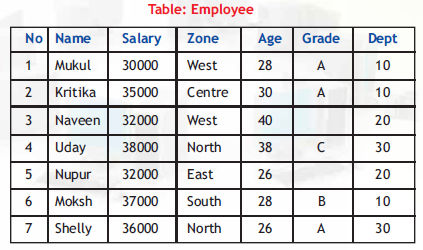 Table: Employee
No Name Salary Zone Age Grade Dept
1 Mukul 30000 West 28 A 10
2 Kritika 35000 Centre 30 A 10
3 Naveen 32000 West 40 20
4 Uday 38000 North 38 C 30
5 Nupur 32000 East 26 20
6 Moksh 37000 South 28 B 10
7 Shelly 36000 North 26 A 30